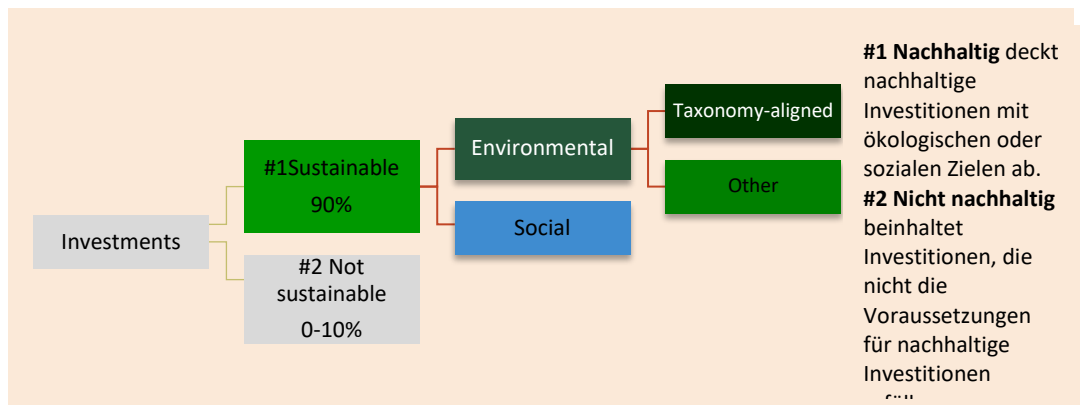 Investments
#1Sustainable
90%
#2 Not
sustainable
0-10%
Environmental
Social
Taxonomy-aligned
Other
#1 Nachhaltig deckt
nachhaltige
Investitionen mit
ökologischen oder
sozialen Zielen ab.
#2 Nicht nachhaltig
beinhaltet
Investitionen, die
nicht die
Voraussetzungen
für nachhaltige
Investitionen